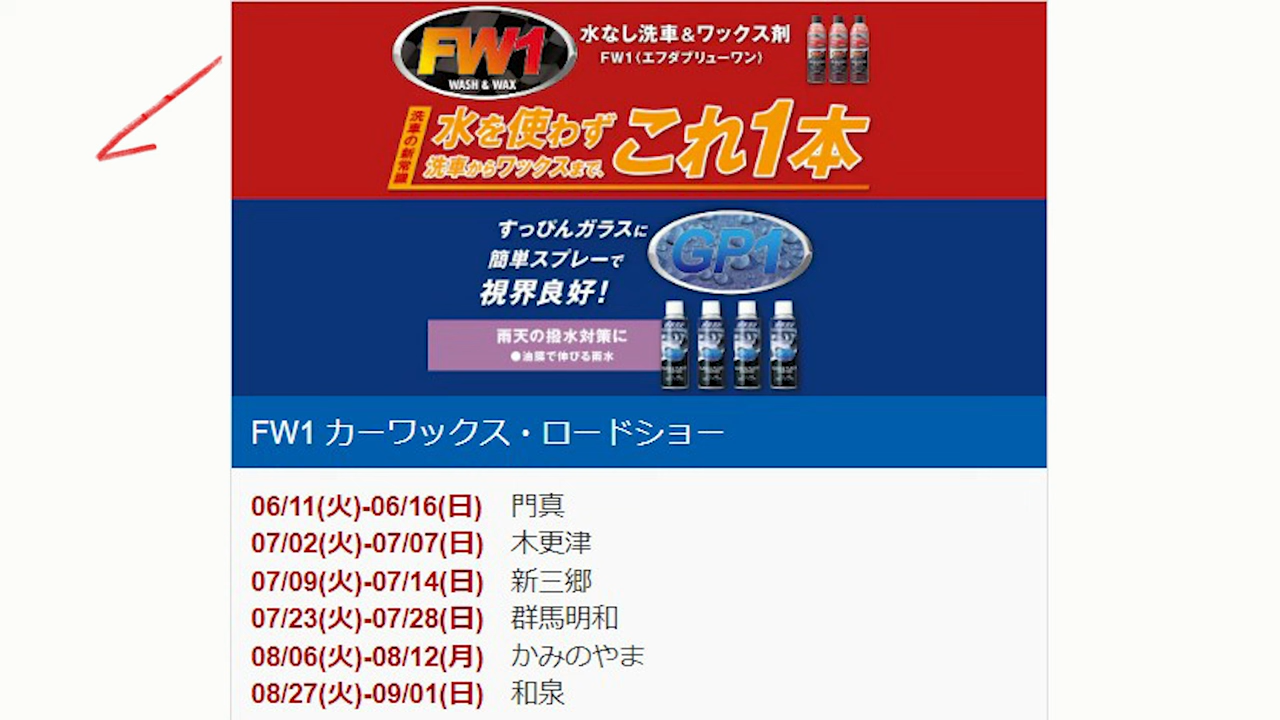 FW1
WASH & WAX
水なし洗車&ワックス剤
FW1(エフダブリューワン)
洗車の新常識
水を使わず
洗車からワックスまで、
これ1本
すっぴんガラスに
簡単スプレーで
視界良好!
GP1
雨天の撥水対策に
●油膜で伸びる雨水
FW1 カーワックス・ロードショー
06/11(火)-06/16(日) 門真
07/02(火)-07/07(日) 木更津
07/09(火)-07/14(日) 新三郷
07/23(火)-07/28(日) 群馬明和
08/06(火)-08/12(月) かみのやま
08/27(火)-09/01(日) 和泉